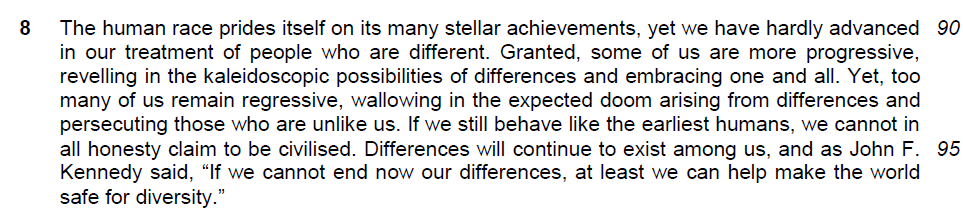 8 The human race prides itself on its many stellar achievements, yet we have hardly advanced 90
in our treatment of people who are different. Granted, some of us are more progressive,
revelling in the kaleidoscopic possibilities of differences and embracing one and all. Yet, too
many of us remain regressive, wallowing in the expected doom arising from differences and
persecuting those who are unlike us. If we still behave like the earliest humans, we cannot in
all honesty claim to be civilised. Differences will continue to exist among us, and as John F. 95
Kennedy said, “If we cannot end now our differences, at least we can help make the world
safe for diversity.”